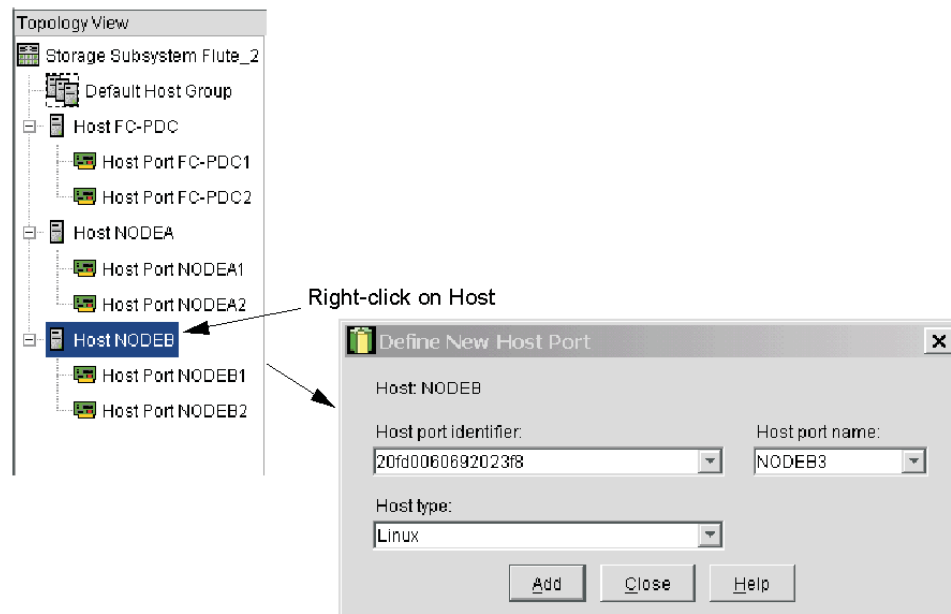 Topology View
Storage Subsystem Flute_2
Default Host Group
Host FC-PDC
Host Port FC-PDC1
Host Port FC-PDC2
Host NODEA
Host Port NODEA1
Host Port NODEA2
Host NODEB
Host Port NODEB1
Host Port NODEB2
Right-click on Host
Define New Host Port
Host: NODEB
Host port identifier:
Host port name:
20fd0060692023f8
NODEB3
Host type:
Linux
Add
Close
Help